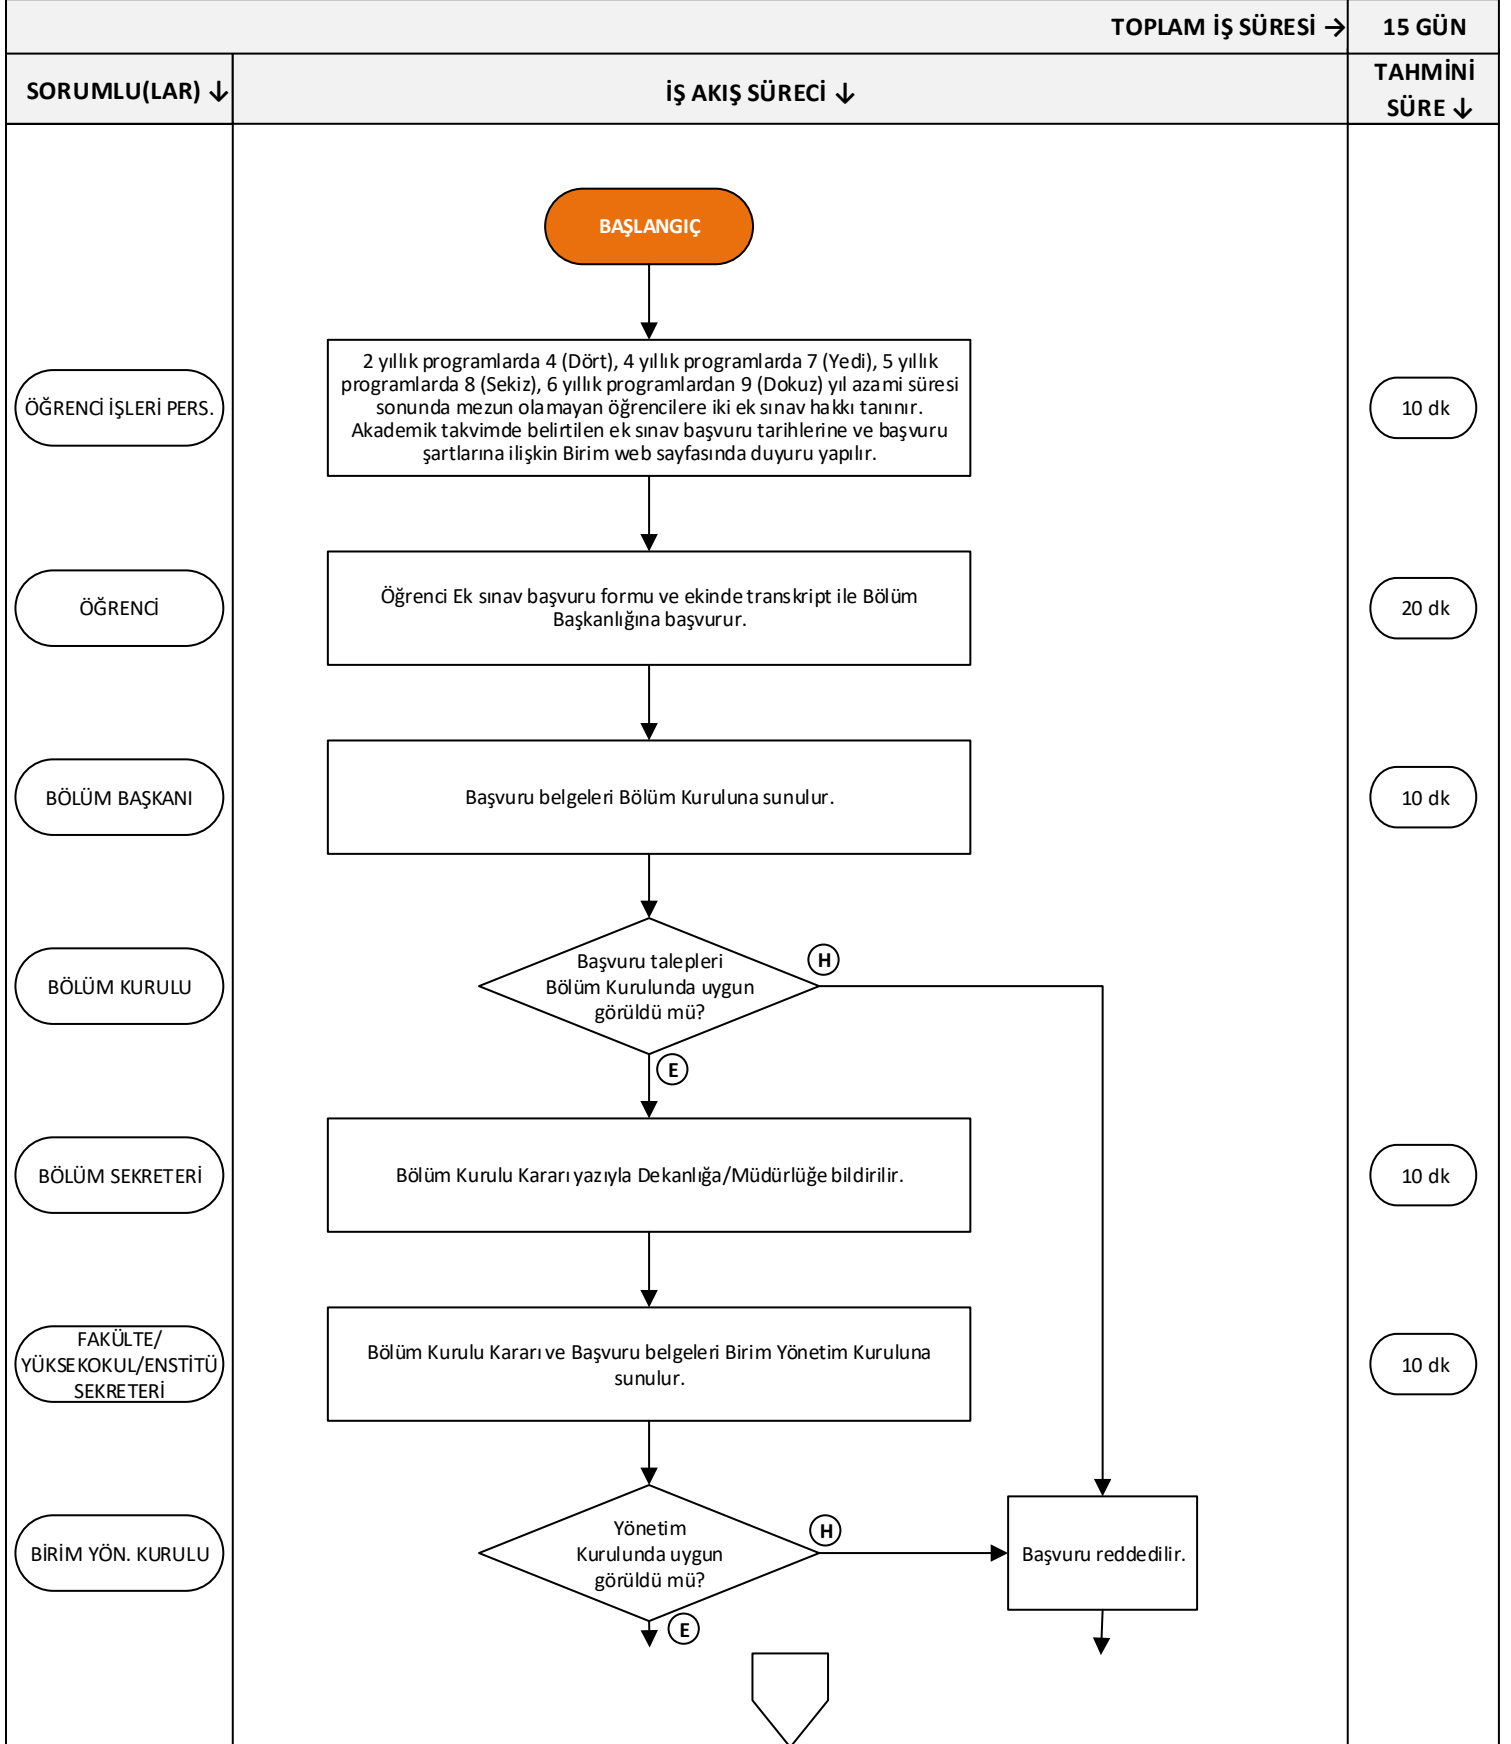 TOPLAM İŞ SÜRESİ →
15 GÜN
SORUMLU(LAR) ↓
İŞ AKIŞ SÜRECİ ↓
TAHMİNİ
SÜRE ↓
BAŞLANGIÇ
ÖĞRENCİ İŞLERİ PERS.
2 yıllık programlarda 4 (Dört), 4 yıllık programlarda 7 (Yedi), 5 yıllık
programlarda 8 (Sekiz), 6 yıllık programlardan 9 (Dokuz) yıl azami süresi
sonunda mezun olamayan öğrencilere iki ek sınav hakkı tanınır.
Akademik takvimde belirtilen ek sınav başvuru tarihlerine ve başvuru
şartlarına ilişkin Birim web sayfasında duyuru yapılır.
10 dk
ÖĞRENCİ
Öğrenci Ek sınav başvuru formu ve ekinde transkript ile Bölüm
Başkanlığına başvurur.
20 dk
BÖLÜM BAŞKANI
Başvuru belgeleri Bölüm Kuruluna sunulur.
10 dk
BÖLÜM KURULU
Başvuru talepleri
Bölüm Kurulunda uygun
görüldü mü?
H
E
BÖLÜM SEKRETERİ
Bölüm Kurulu Kararı yazıyla Dekanlığa/Müdürlüğe bildirilir.
10 dk
FAKÜLTE/
YÜKSEKOKUL/ENSTİTÜ
SEKRETERİ
Bölüm Kurulu Kararı ve Başvuru belgeleri Birim Yönetim Kuruluna
sunulur.
10 dk
BİRİM YÖN. KURULU
Yönetim
Kurulunda uygun
görüldü mü?
H
E
Başvuru reddedilir.